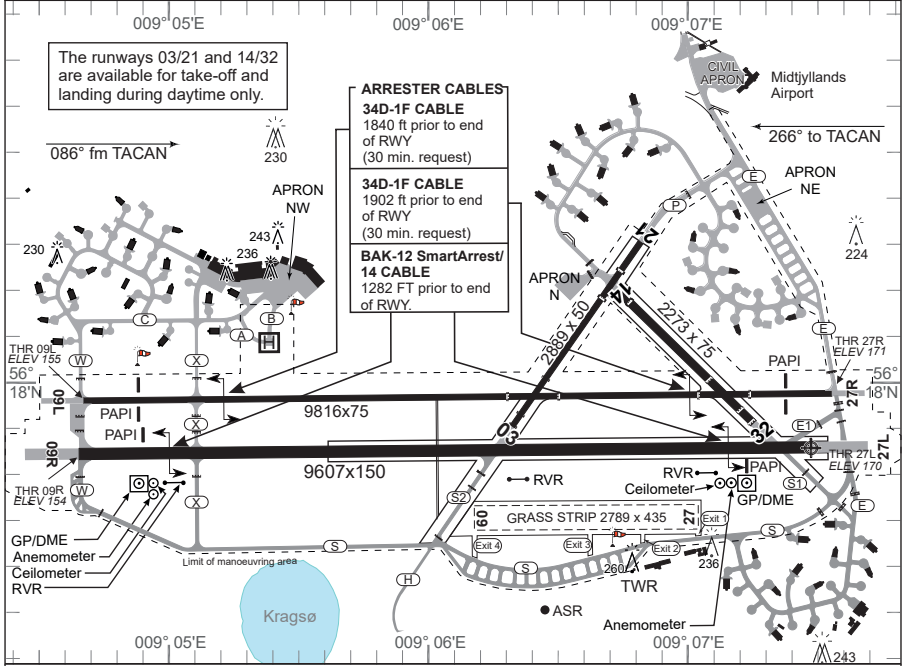 009° 05'E
009° 06'E
009° 07'E
The runways 03/21 and 14/32
are available for take-off and
landing during daytime only.
086° fm TACAN
230
ARRESTER CABLES
34D-1F CABLE
1840 ft prior to end
of RWY
(30 min. request)
34D-1F CABLE
1902 ft prior to end
of RWY
(30 min. request)
BAK-12 SmartArrest/
14 CABLE
1282 FT prior to end
of RWY.
CIVIL
APRON
Midtjyllands
Airport
266° to TACAN
E
APRON
NE
P
224
APRON
NW
243
236
230
21
APRON
N
14
2889 x 50
2273 x 75
C
A
B
H
E
W
X
THR 09L
ELEV 155
THR 27R
ELEV 171
PAPI
56°
18'N
56°
18'N
09L
27R
PAPI
9816x75
X
PAPI
03
32
E1
09R
27L
9607x150
THR 27L
ELEV 170
PAPI
THR 09R
ELEV 154
W
X
S2
RVR
RVR
Ceilometer
GP/DME
S1
E
09
GRASS STRIP 2789 x 435
27
Exit 1
GP/DME
Anemometer
Ceilometer
RVR
S
Limit of manoeuvring area
Exit 4
Exit 3
Exit 2
S
S
260
236
TWR
H
Kragsø
ASR
Anemometer
009° 05'E
009° 06'E
009° 07'E
243